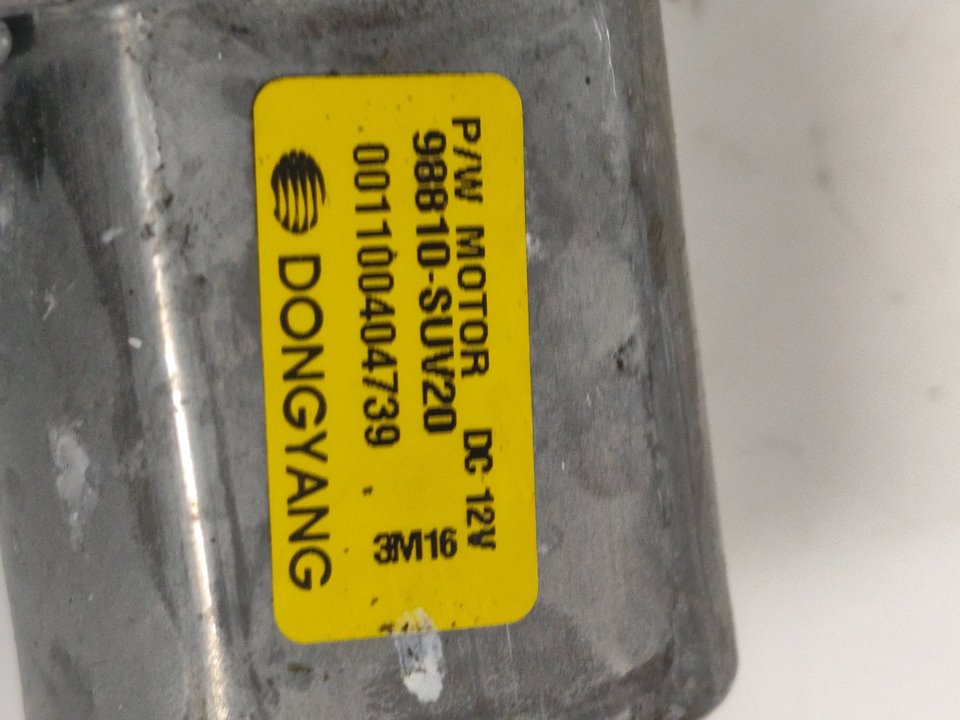 P/W MOTOR DC 12V
98810-SUV20
001100404739
3M16
DONGYANG